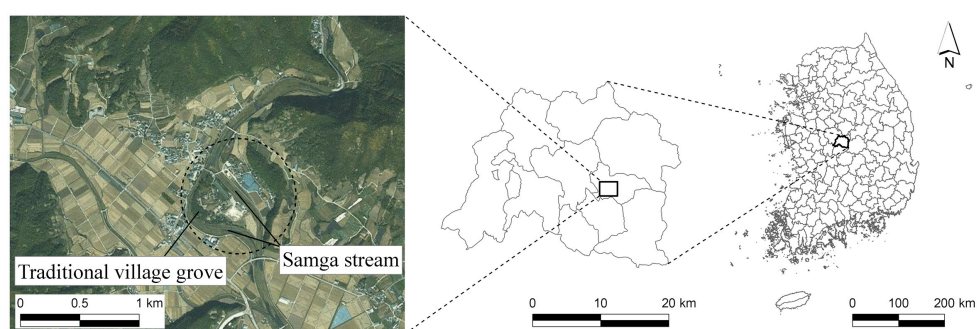 Traditional village grove
Samga stream
0 0.5 1 km
0 10 20 km
0 100 200 km
N